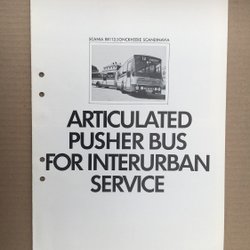 SCANIA BR112/JONCKHEERE SCANDINAVIA
ARTICULATED
PUSHER BUS
FOR INTERURBAN
SERVICE